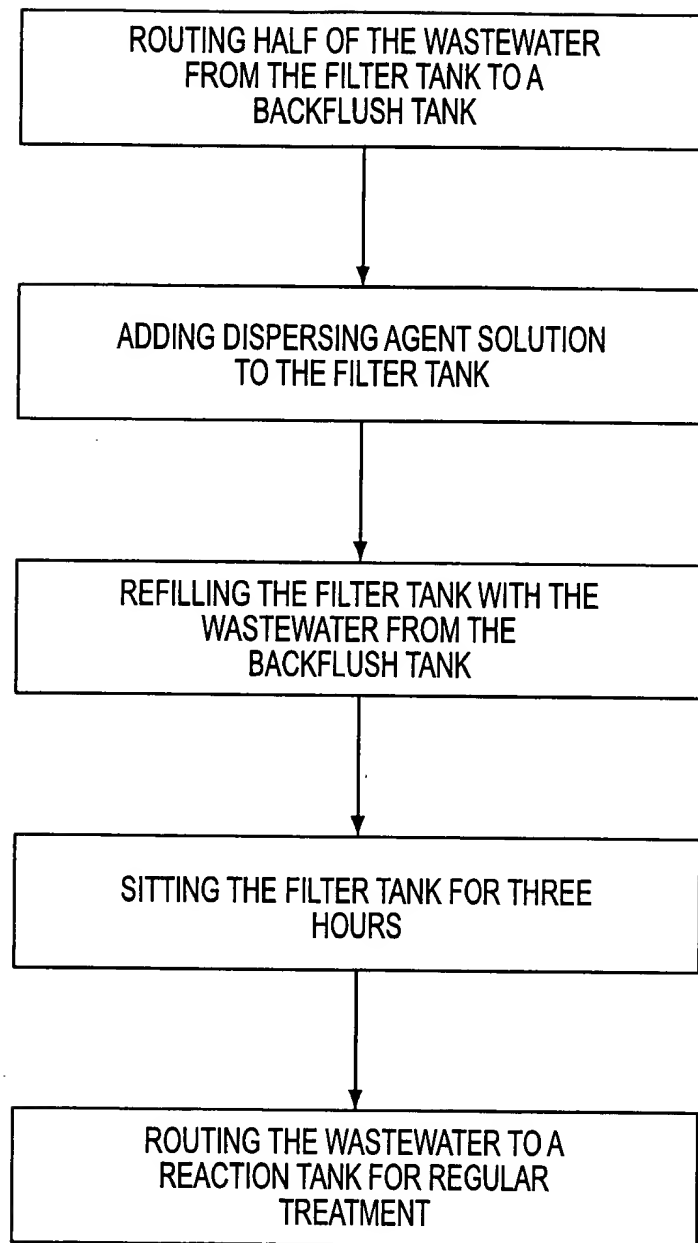 ROUTING HALF OF THE WASTEWATER
FROM THE FILTER TANK TO A
BACKFLUSH TANK
ADDING DISPERSING AGENT SOLUTION
TO THE FILTER TANK
REFILLING THE FILTER TANK WITH THE
WASTEWATER FROM THE
BACKFLUSH TANK
SITTING THE FILTER TANK FOR THREE
HOURS
ROUTING THE WASTEWATER TO A
REACTION TANK FOR REGULAR
TREATMENT